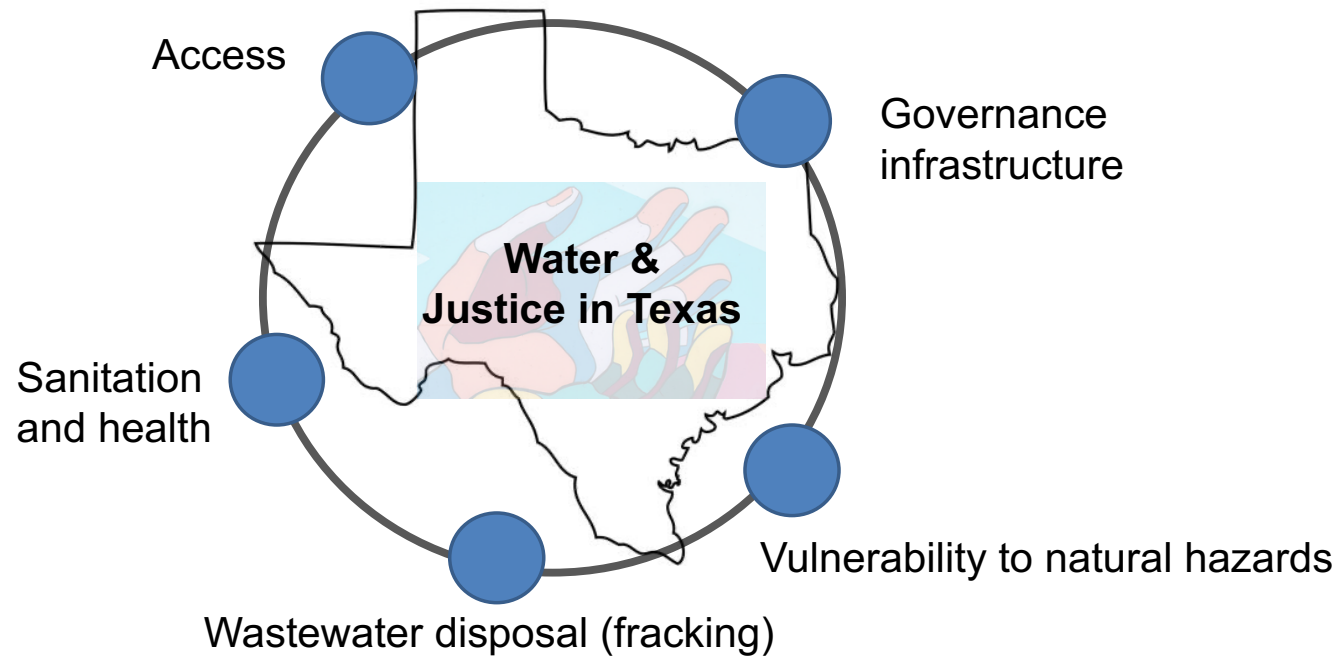 Access
Governance
infrastructure
Water &
Justice in Texas
Sanitation
and health
Vulnerability to natural hazards
Wastewater disposal (fracking)